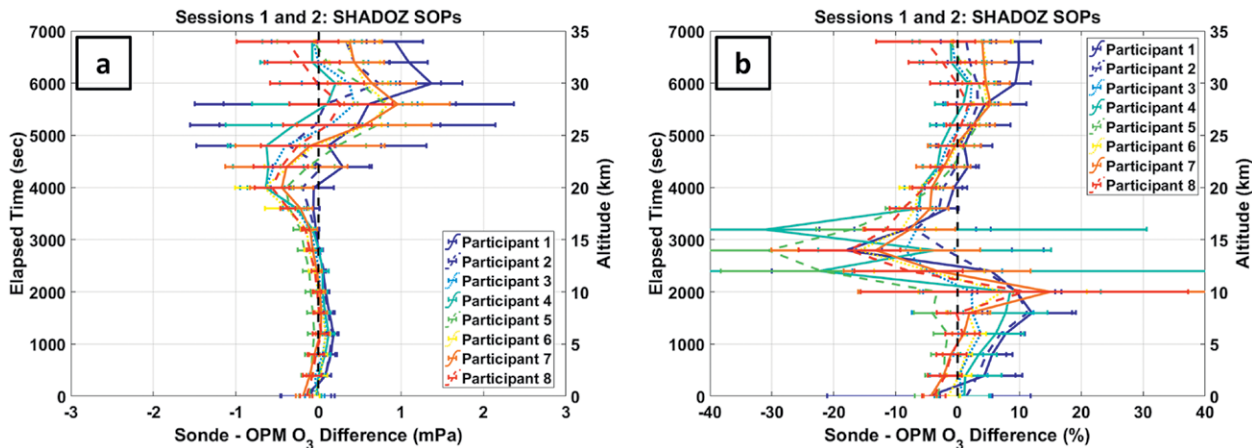 Sessions 1 and 2: SHADOZ SOPs
a
Elapsed Time (sec)
7000
6000
5000
4000
3000
2000
1000
0
35
30
25
20
15
10
5
0
Altitude (km)
Participant 1
Participant 2
Participant 3
Participant 4
Participant 5
Participant 6
Participant 7
Participant 8
-3 -2 -1 0 1 2 3
Sonde - OPM O3 Difference (mPa)
Sessions 1 and 2: SHADOZ SOPs
b
Elapsed Time (sec)
7000
6000
5000
4000
3000
2000
1000
0
35
30
25
20
15
10
5
0
Altitude (km)
Participant 1
Participant 2
Participant 3
Participant 4
Participant 5
Participant 6
Participant 7
Participant 8
-40 -30 -20 -10 0 10 20 30 40
Sonde - OPM O3 Difference (%)